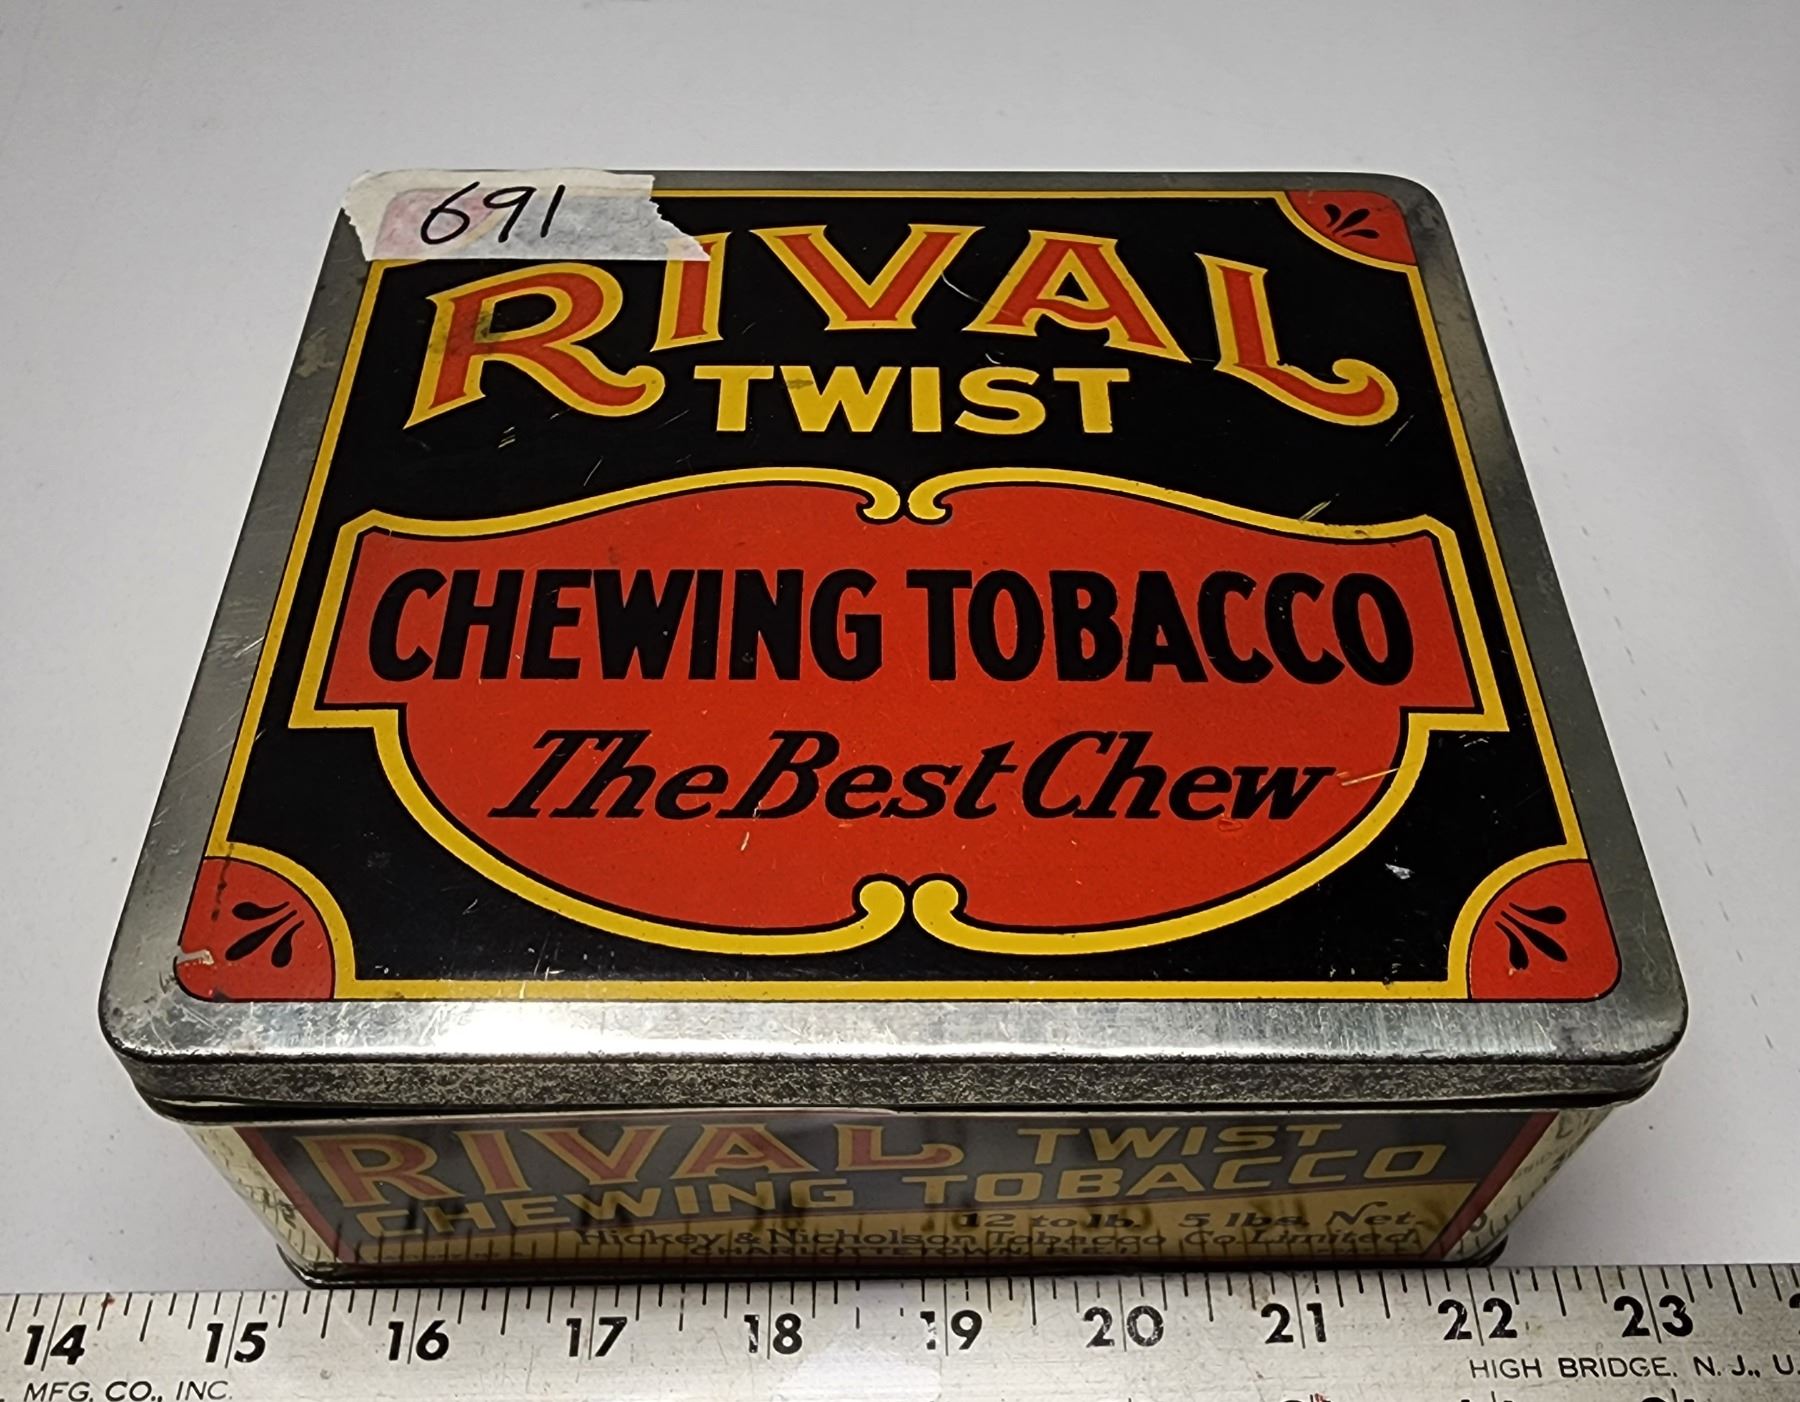 691
RIVAL
TWIST
CHEWING TOBACCO
The Best Chew
RIVAL TWIST
CHEWING TOBACCO
12 to lb. 5 lbs. Net.
Hickey & Nicholson Tobacco Co. Limited.
CHARLOTTETOWN, P.E.I.
14 15 16 17 18 19 20 21 22 23
MFG. CO., INC.
HIGH BRIDGE, N. J., U.